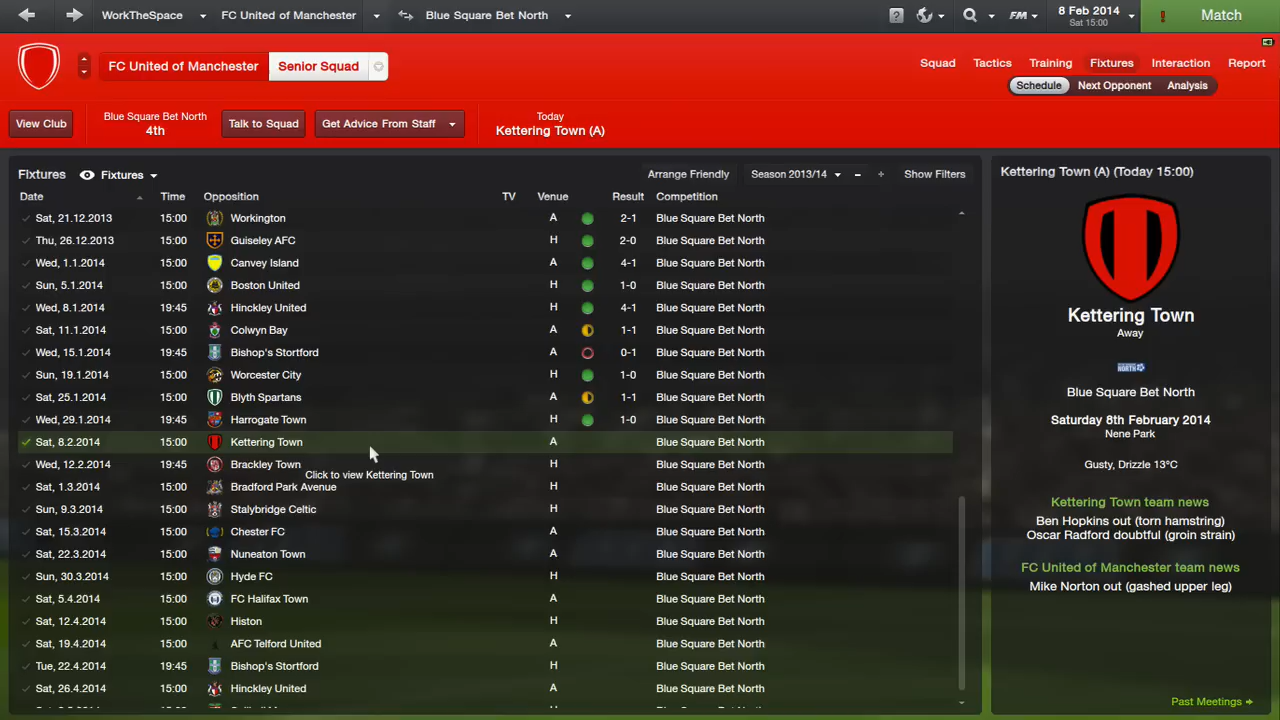 WorkTheSpace FC United of Manchester Blue Square Bet North ? FM 8 Feb 2014 Sat 15:00 ! Match
FC United of Manchester Senior Squad
Squad Tactics Training Fixtures Interaction Report
Schedule Next Opponent Analysis
View Club Blue Square Bet North 4th Talk to Squad Get Advice From Staff Today Kettering Town (A)
Fixtures Fixtures Arrange Friendly Season 2013/14 - + Show Filters
Date Time Opposition TV Venue Result Competition
Sat, 21.12.2013 15:00 Workington A 2-1 Blue Square Bet North
Thu, 26.12.2013 15:00 Guiseley AFC H 2-0 Blue Square Bet North
Wed, 1.1.2014 15:00 Canvey Island A 4-1 Blue Square Bet North
Sun, 5.1.2014 15:00 Boston United H 1-0 Blue Square Bet North
Wed, 8.1.2014 19:45 Hinckley United H 4-1 Blue Square Bet North
Sat, 11.1.2014 15:00 Colwyn Bay A 1-1 Blue Square Bet North
Wed, 15.1.2014 19:45 Bishop's Stortford A 0-1 Blue Square Bet North
Sun, 19.1.2014 15:00 Worcester City H 1-0 Blue Square Bet North
Sat, 25.1.2014 15:00 Blyth Spartans A 1-1 Blue Square Bet North
Wed, 29.1.2014 19:45 Harrogate Town H 1-0 Blue Square Bet North
Sat, 8.2.2014 15:00 Kettering Town A Blue Square Bet North
Wed, 12.2.2014 19:45 Brackley Town H Blue Square Bet North
Click to view Kettering Town
Sat, 1.3.2014 15:00 Bradford Park Avenue H Blue Square Bet North
Sun, 9.3.2014 15:00 Stalybridge Celtic H Blue Square Bet North
Sat, 15.3.2014 15:00 Chester FC A Blue Square Bet North
Sat, 22.3.2014 15:00 Nuneaton Town A Blue Square Bet North
Sun, 30.3.2014 15:00 Hyde FC H Blue Square Bet North
Sat, 5.4.2014 15:00 FC Halifax Town A Blue Square Bet North
Sat, 12.4.2014 15:00 Histon H Blue Square Bet North
Sat, 19.4.2014 15:00 AFC Telford United A Blue Square Bet North
Tue, 22.4.2014 19:45 Bishop's Stortford H Blue Square Bet North
Sat, 26.4.2014 15:00 Hinckley United A Blue Square Bet North
Kettering Town (A) (Today 15:00)
Kettering Town
Away
NORTH
Blue Square Bet North
Saturday 8th February 2014
Nene Park
Gusty, Drizzle 13°C
Kettering Town team news
Ben Hopkins out (torn hamstring)
Oscar Radford doubtful (groin strain)
FC United of Manchester team news
Mike Norton out (gashed upper leg)
Past Meetings